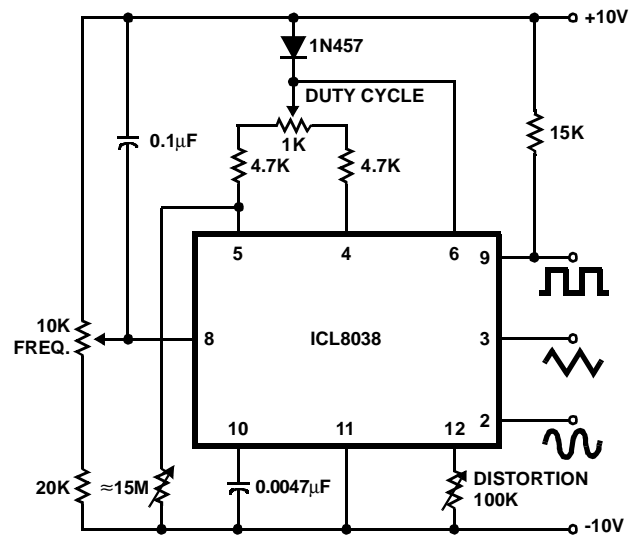 +10V
1N457
DUTY CYCLE
0.1μF
1K
15K
4.7K
4.7K
5
4
6
9
10K
FREQ.
8
ICL8038
3
2
10
11
12
20K
≈15M
0.0047μF
DISTORTION
100K
-10V